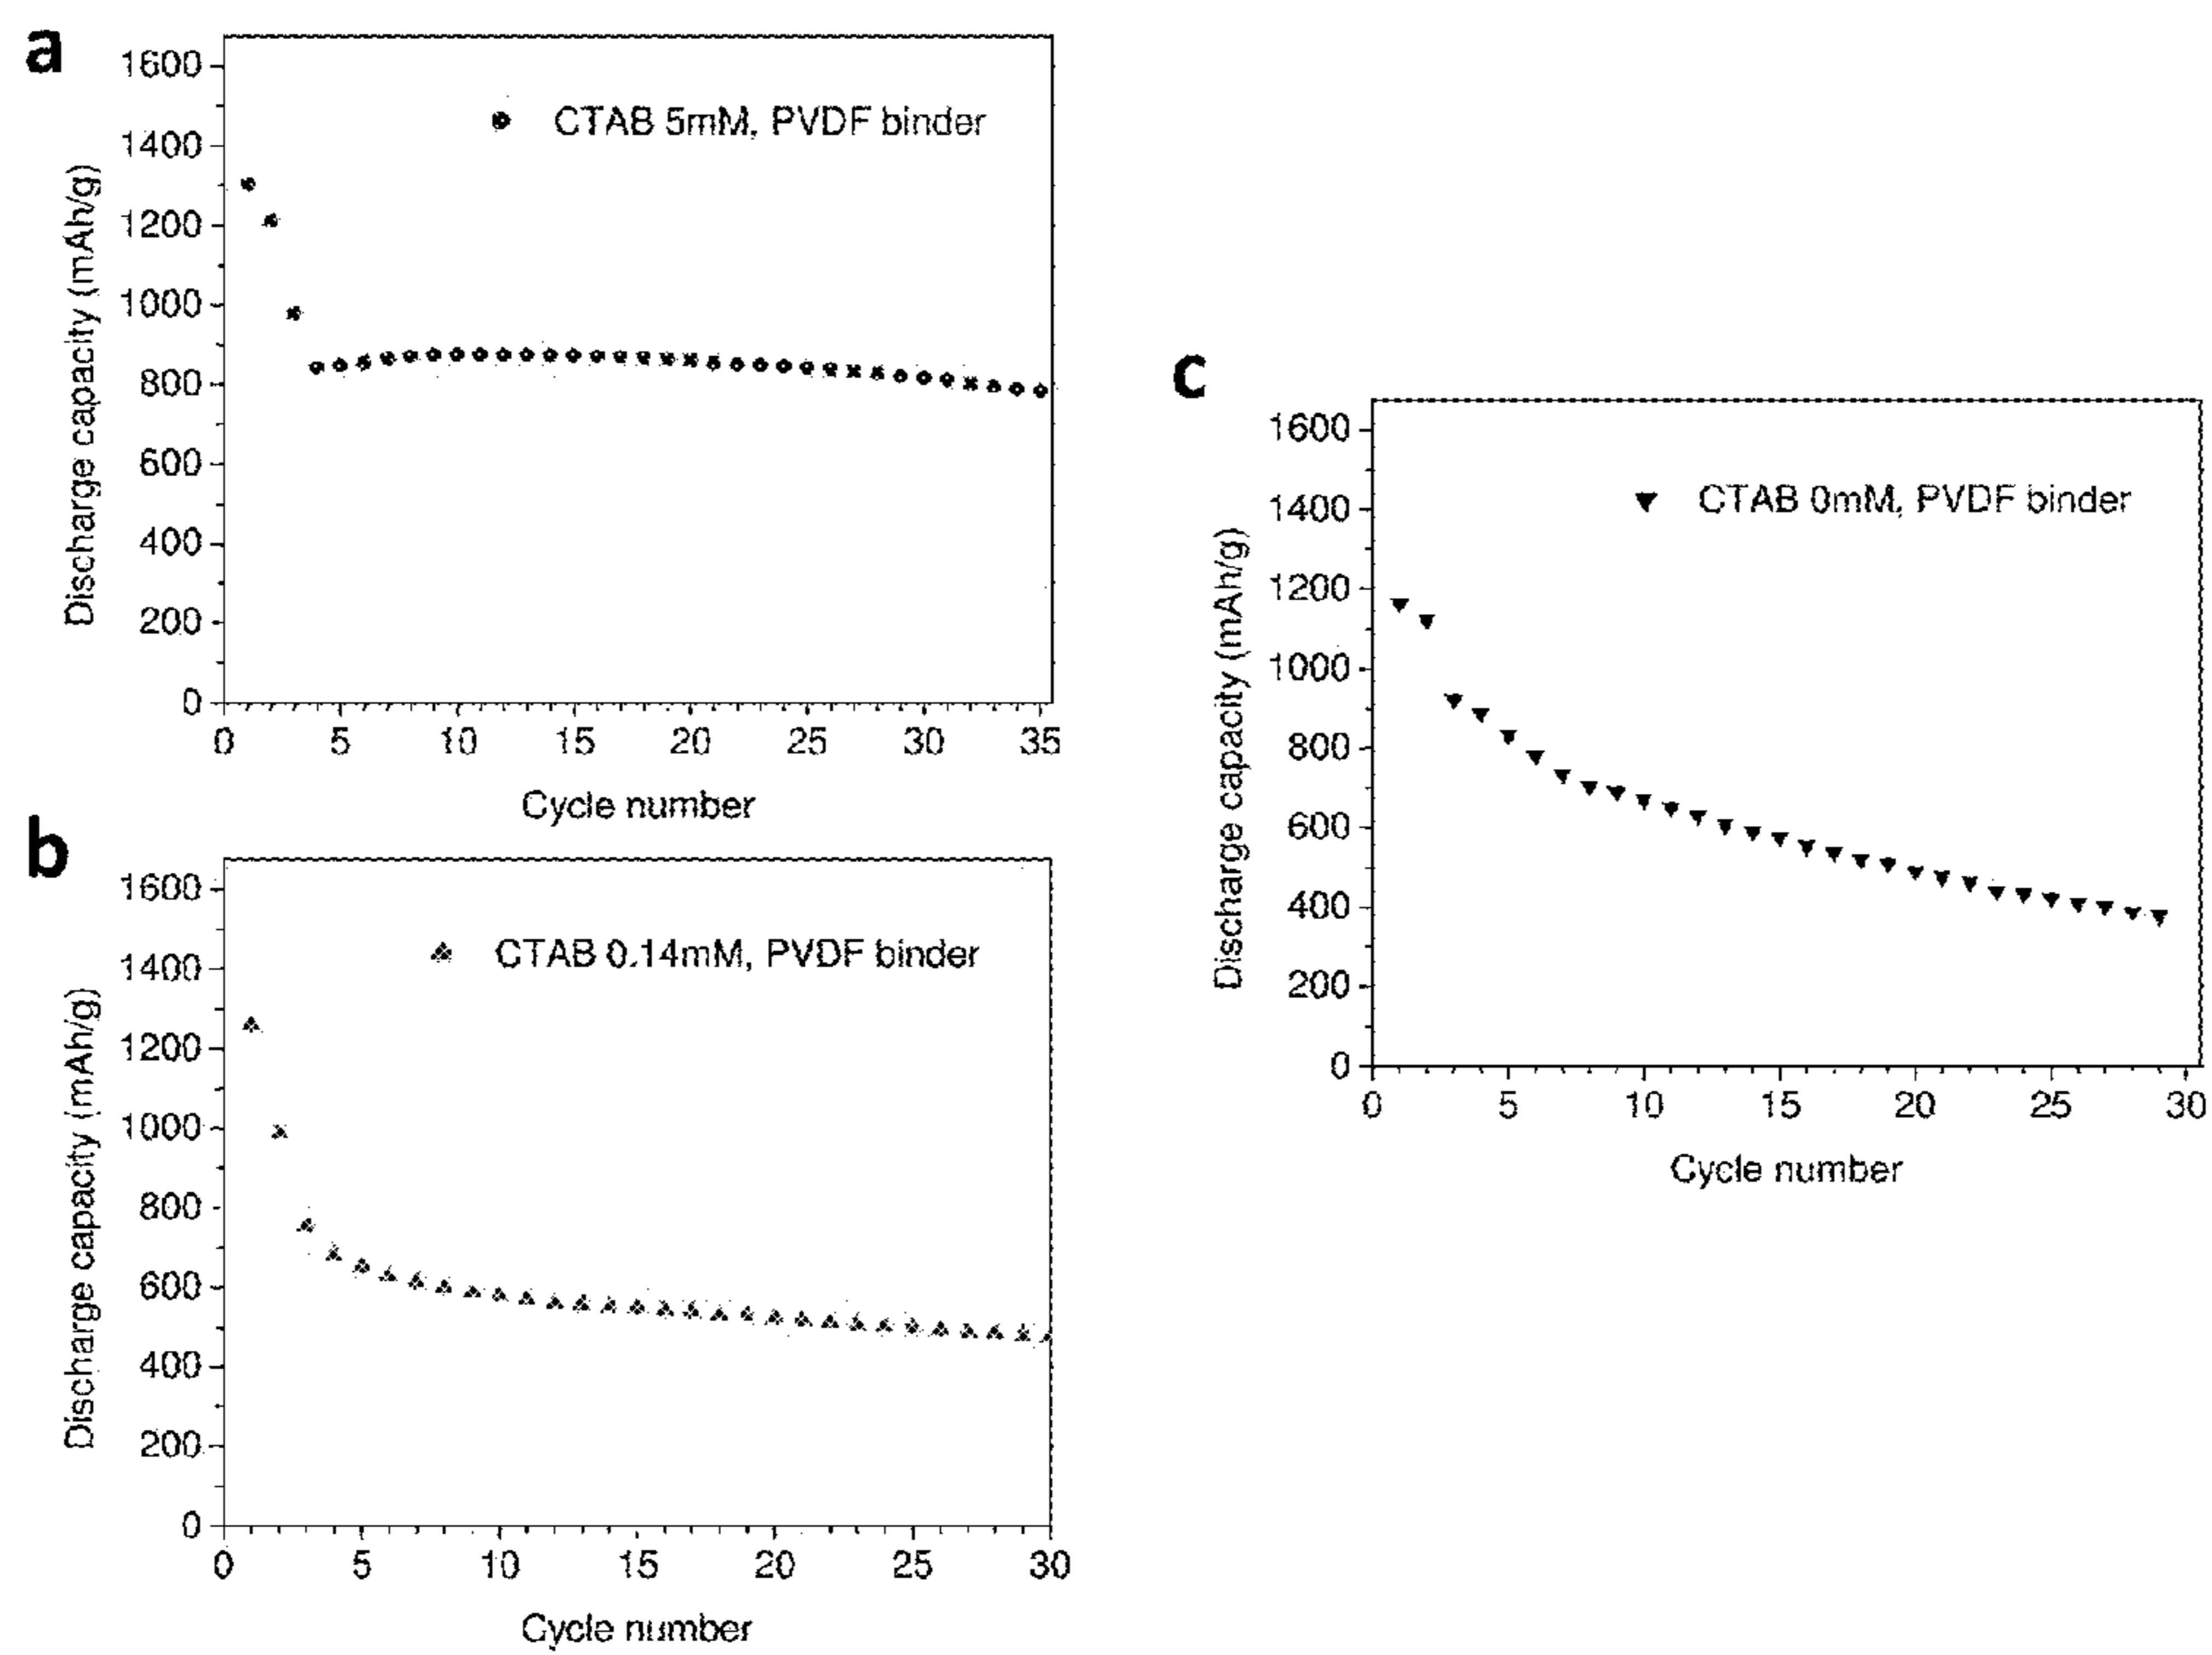 a
Discharge capacity (mAh/g)
1600
1400
1200
1000
800
600
400
200
0
CTAB 5mM, PVDF binder
0 5 10 15 20 25 30 35
Cycle number
b
Discharge capacity (mAh/g)
1600
1400
1200
1000
800
600
400
200
0
CTAB 0.14mM, PVDF binder
0 5 10 15 20 25 30
Cycle number
c
Discharge capacity (mAh/g)
1600
1400
1200
1000
800
600
400
200
0
CTAB 0mM, PVDF binder
0 5 10 15 20 25 30
Cycle number